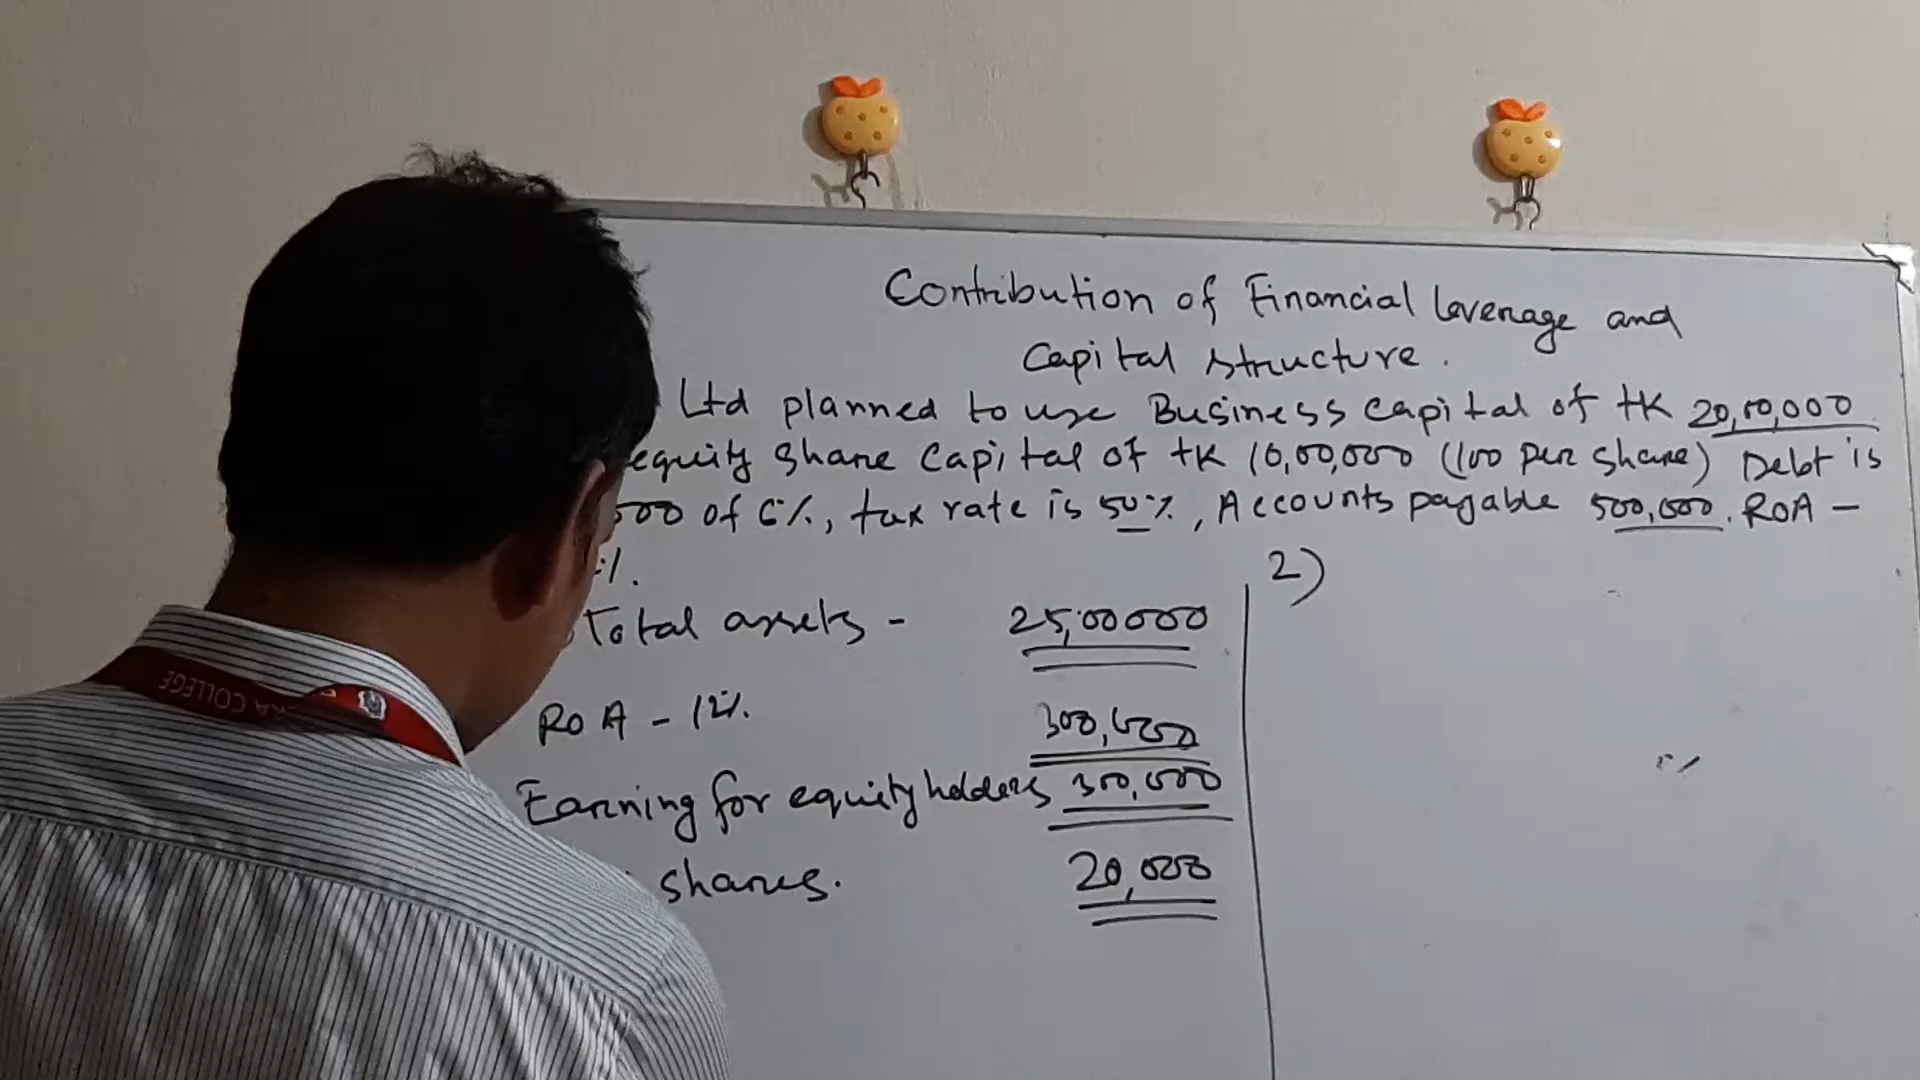 Contribution of Financial leverage and
Capital structure.
Ltd planned to use Business capital of tK 20,00,000
equity share capital of tK 10,00,000 (100 per share) Debt is
000 of 6%, tax rate is 50%, Accounts payable 500,000. ROA -
%.
2)
Total assets - 25,00000
ROA - 12% 300,000
Earning for equity holders 300,000
shares. 20,000
COLLEGE